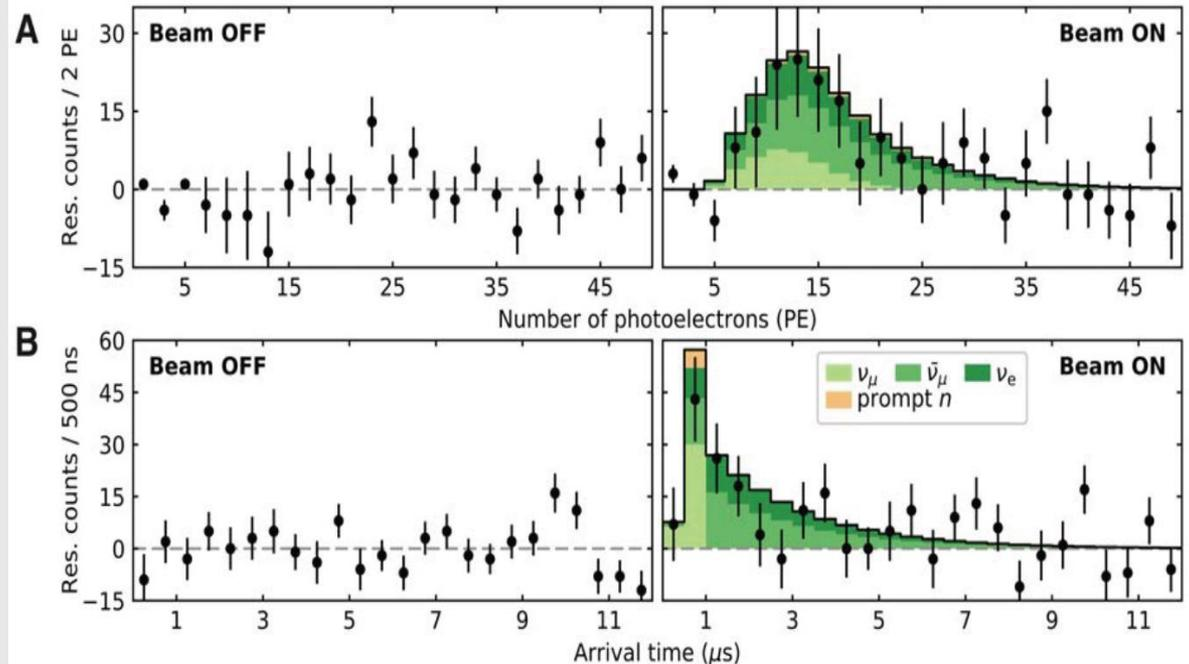 A
Res. counts / 2 PE
30
15
0
−15
Beam OFF
Beam ON
5 15 25 35 45
5 15 25 35 45
Number of photoelectrons (PE)
B
Res. counts / 500 ns
60
45
30
15
0
−15
Beam OFF
Beam ON
νμ ν̄μ νe
prompt n
1 3 5 7 9 11
1 3 5 7 9 11
Arrival time (μs)